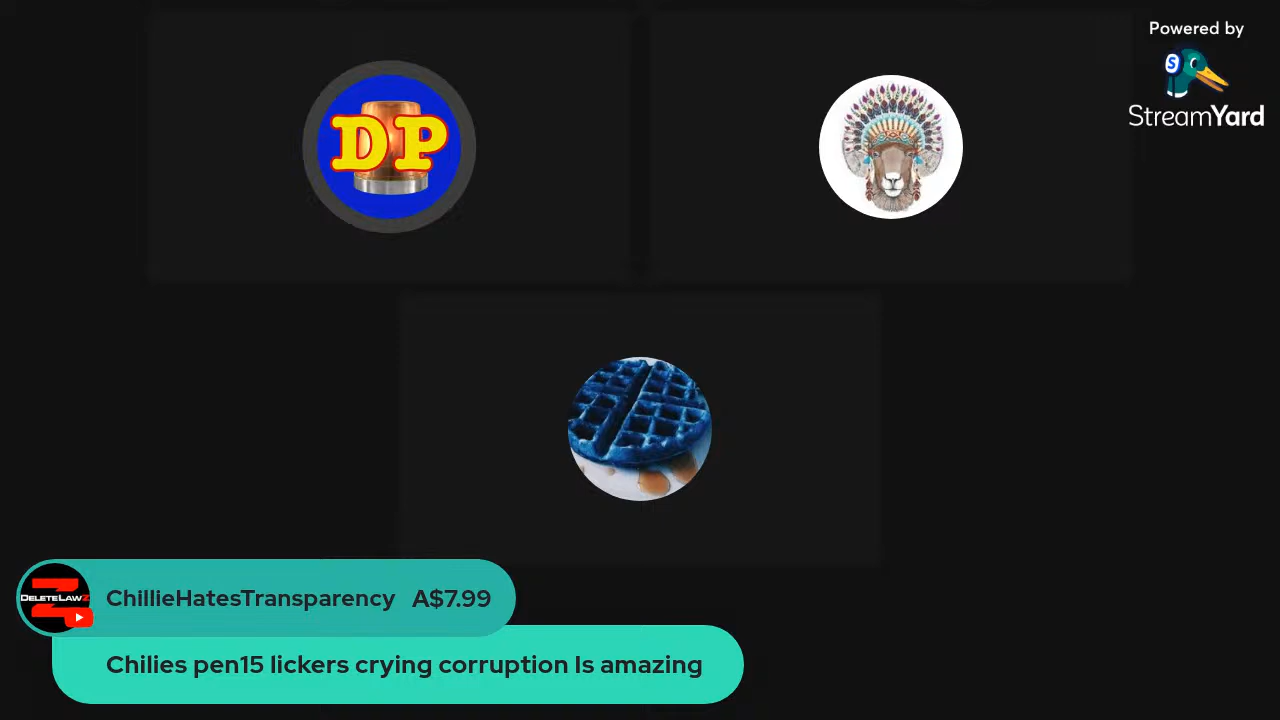 Powered by
StreamYard
S
DP
DELETELAWZ
ChillieHatesTransparency A$7.99
Chilies pen15 lickers crying corruption Is amazing